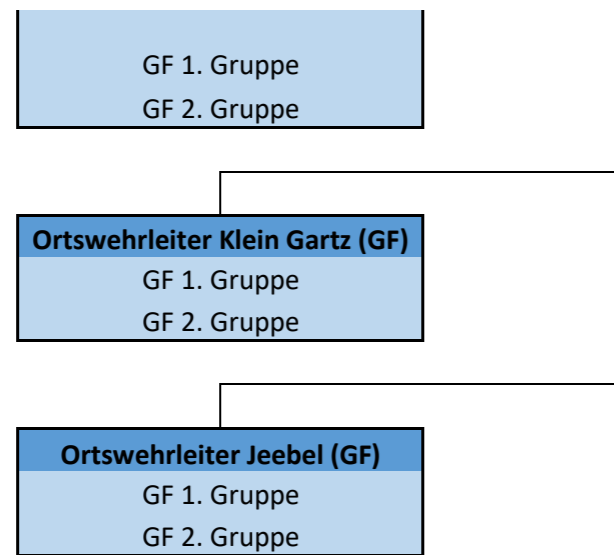 GF 1. Gruppe
GF 2. Gruppe
Ortswehrleiter Klein Gartz (GF)
GF 1. Gruppe
GF 2. Gruppe
Ortswehrleiter Jeebel (GF)
GF 1. Gruppe
GF 2. Gruppe